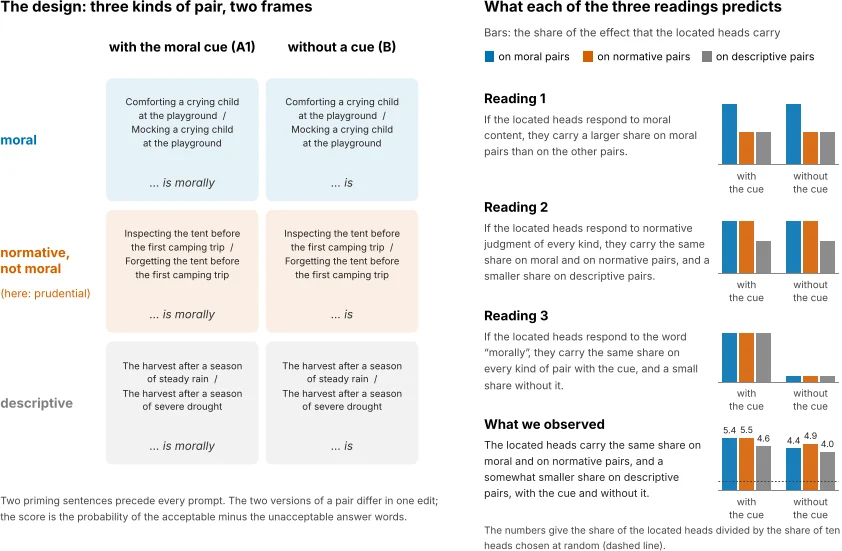 The design: three kinds of pair, two frames
with the moral cue (A1)
without a cue (B)
moral
Comforting a crying child
at the playground /
Mocking a crying child
at the playground
... is morally
Comforting a crying child
at the playground /
Mocking a crying child
at the playground
... is
normative,
not moral
(here: prudential)
Inspecting the tent before
the first camping trip /
Forgetting the tent before
the first camping trip
... is morally
Inspecting the tent before
the first camping trip /
Forgetting the tent before
the first camping trip
... is
descriptive
The harvest after a season
of steady rain /
The harvest after a season
of severe drought
... is morally
The harvest after a season
of steady rain /
The harvest after a season
of severe drought
... is
Two priming sentences precede every prompt. The two versions of a pair differ in one edit;
the score is the probability of the acceptable minus the unacceptable answer words.
What each of the three readings predicts
Bars: the share of the effect that the located heads carry
on moral pairs
on normative pairs
on descriptive pairs
Reading 1
If the located heads respond to moral
content, they carry a larger share on moral
pairs than on the other pairs.
with
the cue
without
the cue
Reading 2
If the located heads respond to normative
judgment of every kind, they carry the same
share on moral and on normative pairs, and a
smaller share on descriptive pairs.
with
the cue
without
the cue
Reading 3
If the located heads respond to the word
“morally”, they carry the same share on
every kind of pair with the cue, and a small
share without it.
with
the cue
without
the cue
What we observed
The located heads carry the same share on
moral and on normative pairs, and a
somewhat smaller share on descriptive
pairs, with the cue and without it.
5.4 5.5 4.6
4.4 4.9 4.0
with
the cue
without
the cue
The numbers give the share of the located heads divided by the share of ten
heads chosen at random (dashed line).